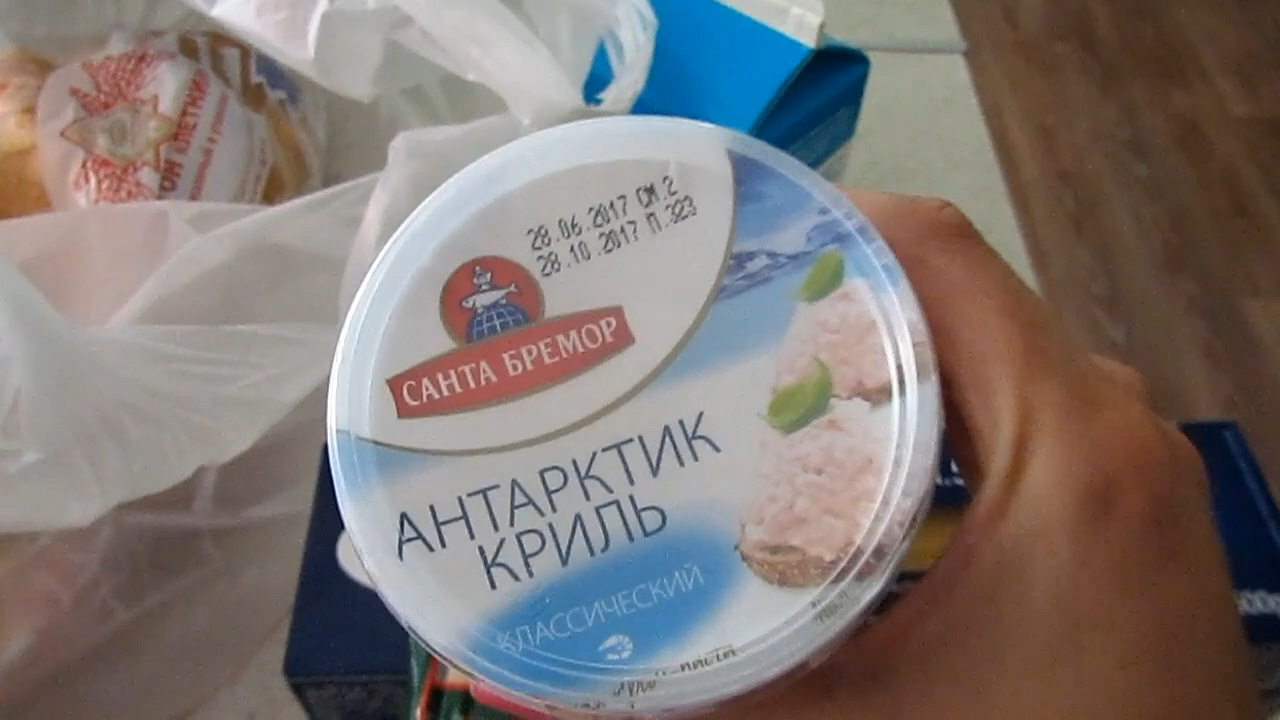 28.06.2017 СМ.2
28.10.2017 П.323
САНТА БРЕМОР
АНТАРКТИК
КРИЛЬ
КЛАССИЧЕСКИЙ